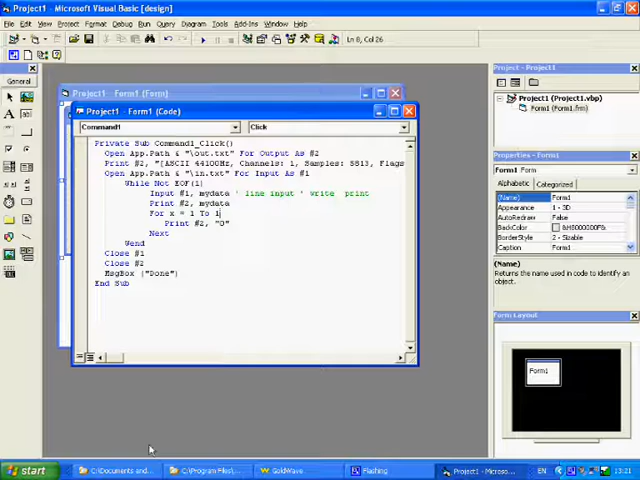 Project1 - Microsoft Visual Basic [design]
File Edit View Project Format Debug Run Query Diagram Tools Add-Ins Window Help
Ln 8, Col 26
General
Project1 - Form1 (Form)
Project1 - Form1 (Code)
Command1 Click
Private Sub Command1_Click()
Open App.Path & "\out.txt" For Output As #2
Print #2, "[ASCII 44100Hz, Channels: 1, Samples: 5813, Flags
Open App.Path & "\in.txt" For Input As #1
While Not EOF(1)
Input #1, mydata ' line input ' write print
Print #2, mydata
For x = 1 To 1
Print #2, "0"
Next
Wend
Close #1
Close #2
MsgBox ("Done")
End Sub
Project - Project1
Project1 (Project1.vbp)
Form1 (Form1.frm)
Properties - Form1
Form1 Form
Alphabetic Categorized
(Name) Form1
Appearance 1 - 3D
AutoRedraw False
BackColor &H8000000F&
BorderStyle 2 - Sizable
Caption Form1
(Name)
Returns the name used in code to identify an object.
Form Layout
Form1
start C:\Documents and... C:\Program Files\... GoldWave... Flashing Project1 - Microso... EN 13:21